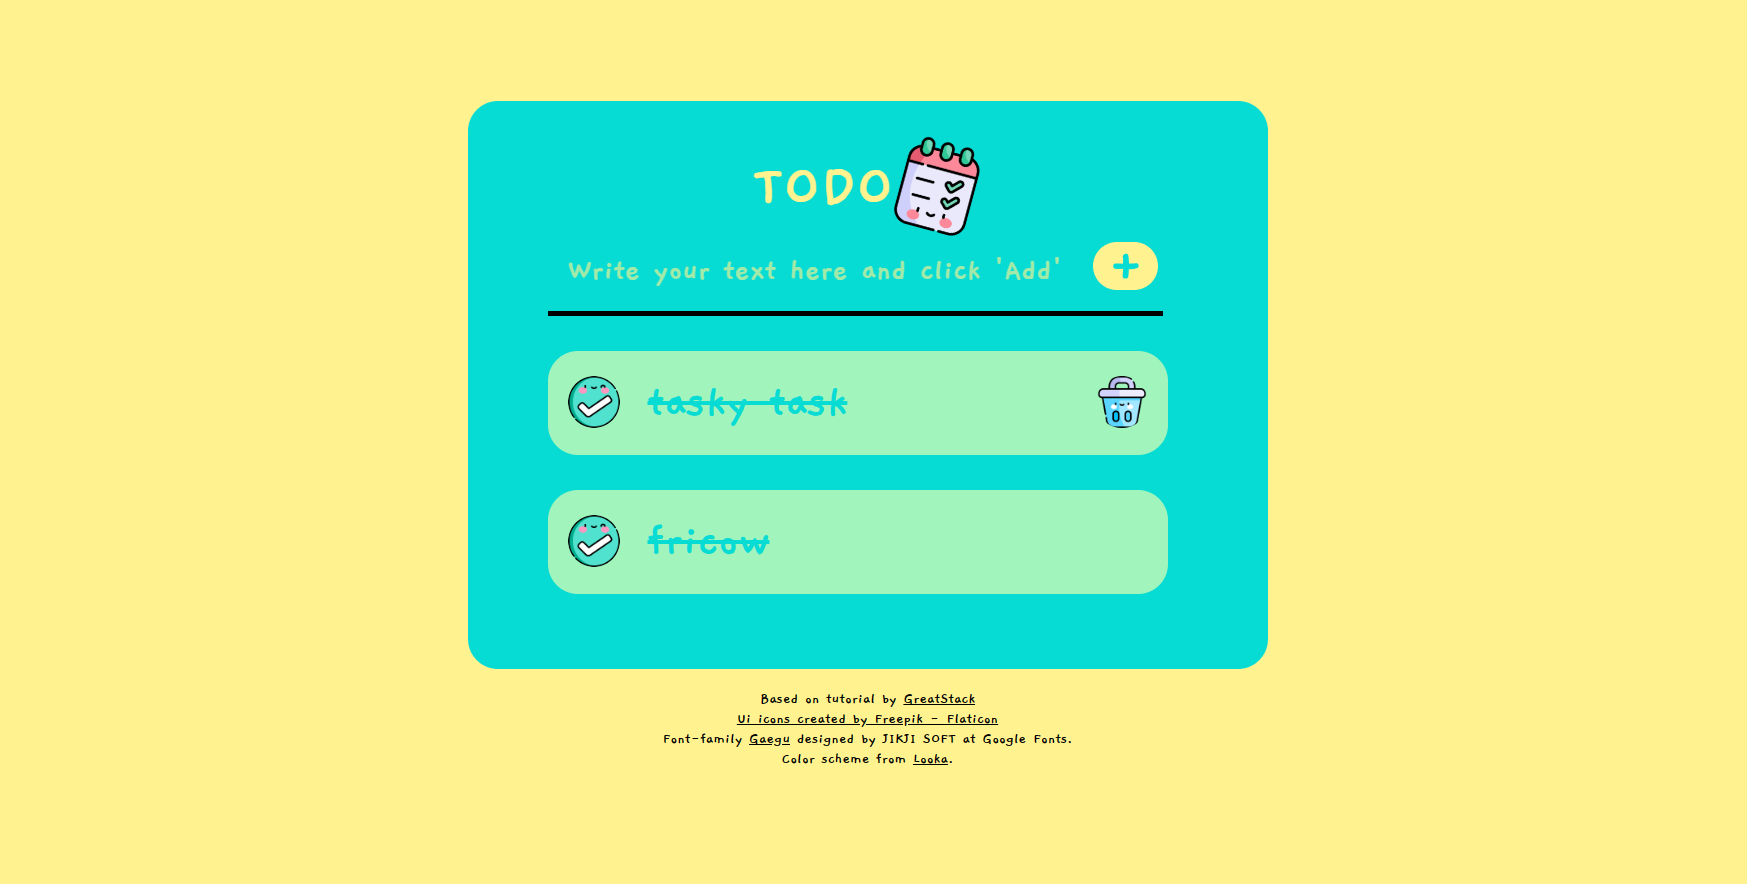 TODO
Write your text here and click 'Add'
tasky task
fricow
Based on tutorial by GreatStack
Ui icons created by Freepik - Flaticon
Font-family Gaegu designed by JIKJI SOFT at Google Fonts.
Color scheme from Looka.